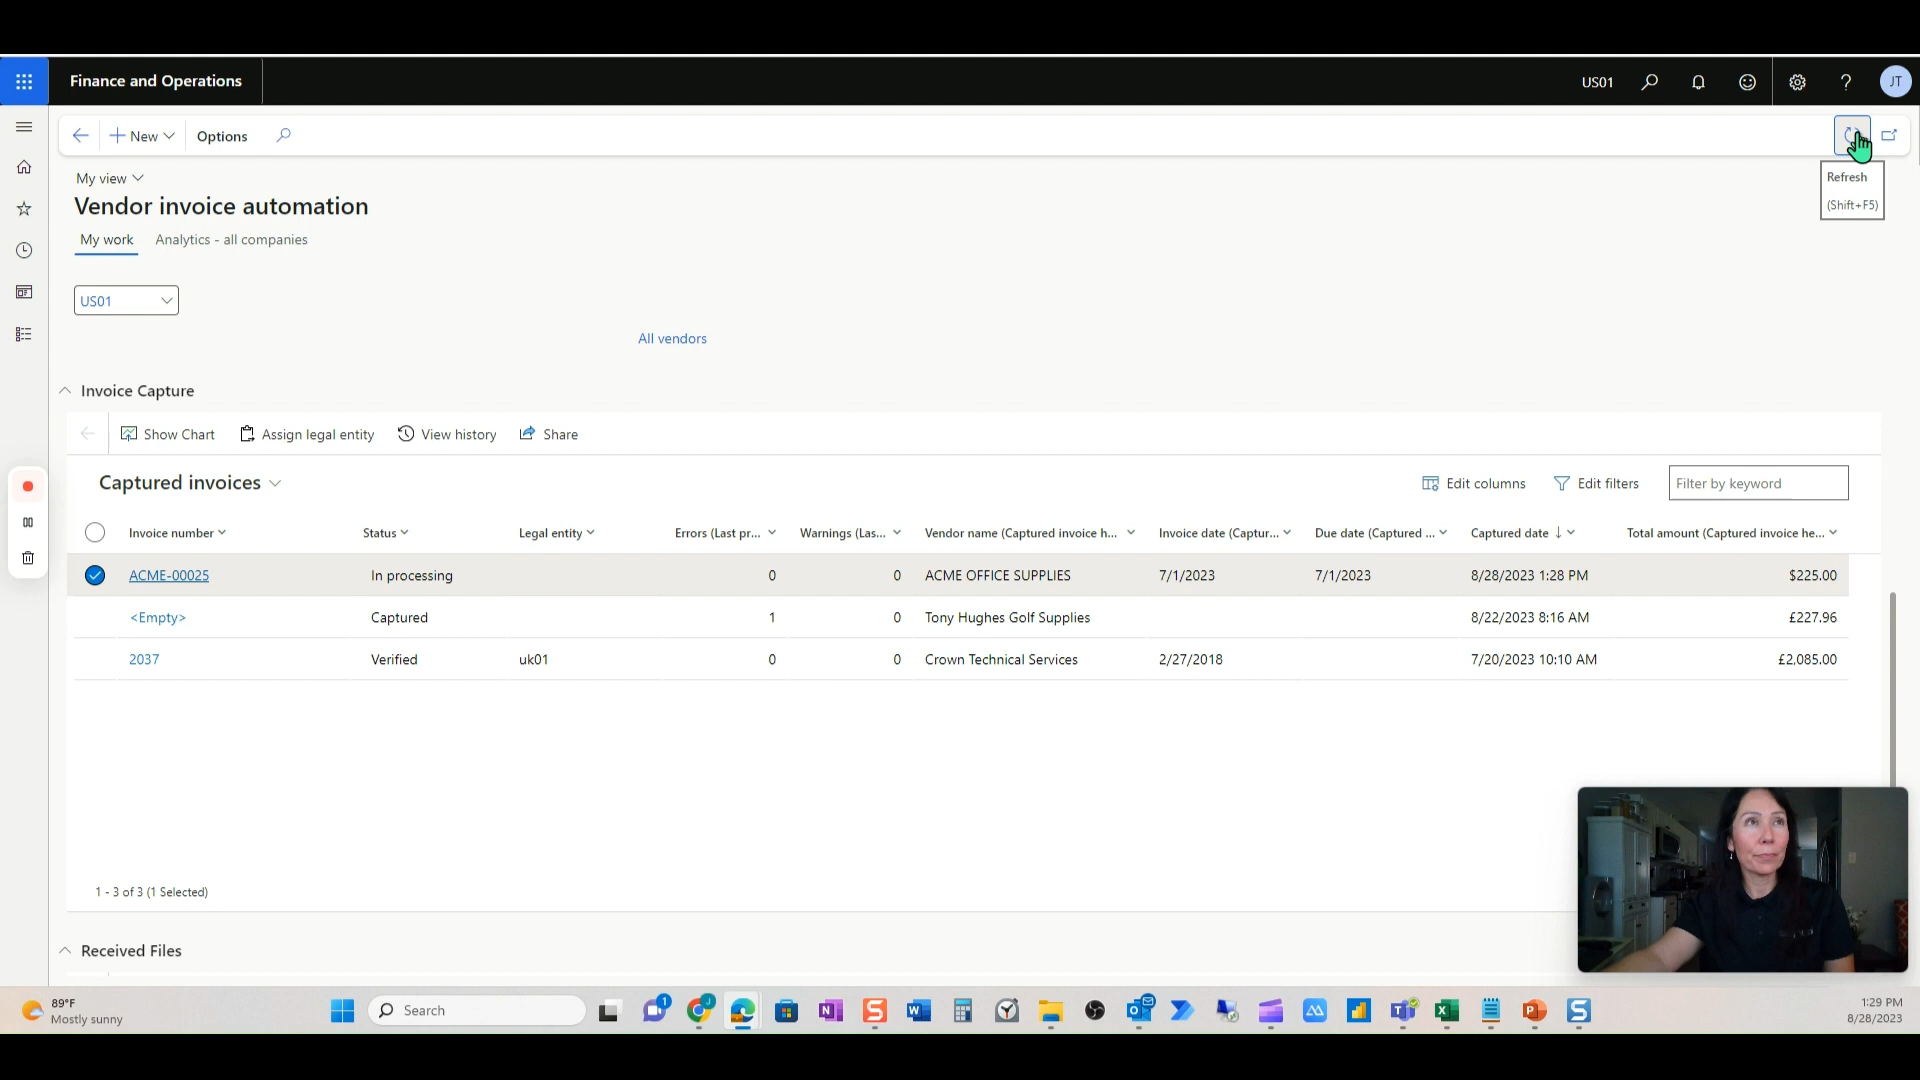 Finance and Operations
US01
JT
New
Options
Refresh
(Shift+F5)
My view
Vendor invoice automation
My work
Analytics - all companies
US01
All vendors
Invoice Capture
Show Chart
Assign legal entity
View history
Share
Captured invoices
Edit columns
Edit filters
Filter by keyword
Invoice number
Status
Legal entity
Errors (Last pr...
Warnings (Las...
Vendor name (Captured invoice h...
Invoice date (Captur...
Due date (Captured ...
Captured date
Total amount (Captured invoice he...
ACME-00025 In processing 0 0 ACME OFFICE SUPPLIES 7/1/2023 7/1/2023 8/28/2023 1:28 PM $225.00
<Empty> Captured 1 0 Tony Hughes Golf Supplies 8/22/2023 8:16 AM £227.96
2037 Verified uk01 0 0 Crown Technical Services 2/27/2018 7/20/2023 10:10 AM £2,085.00
1 - 3 of 3 (1 Selected)
Received Files
89°F
Mostly sunny
Search
1:29 PM
8/28/2023